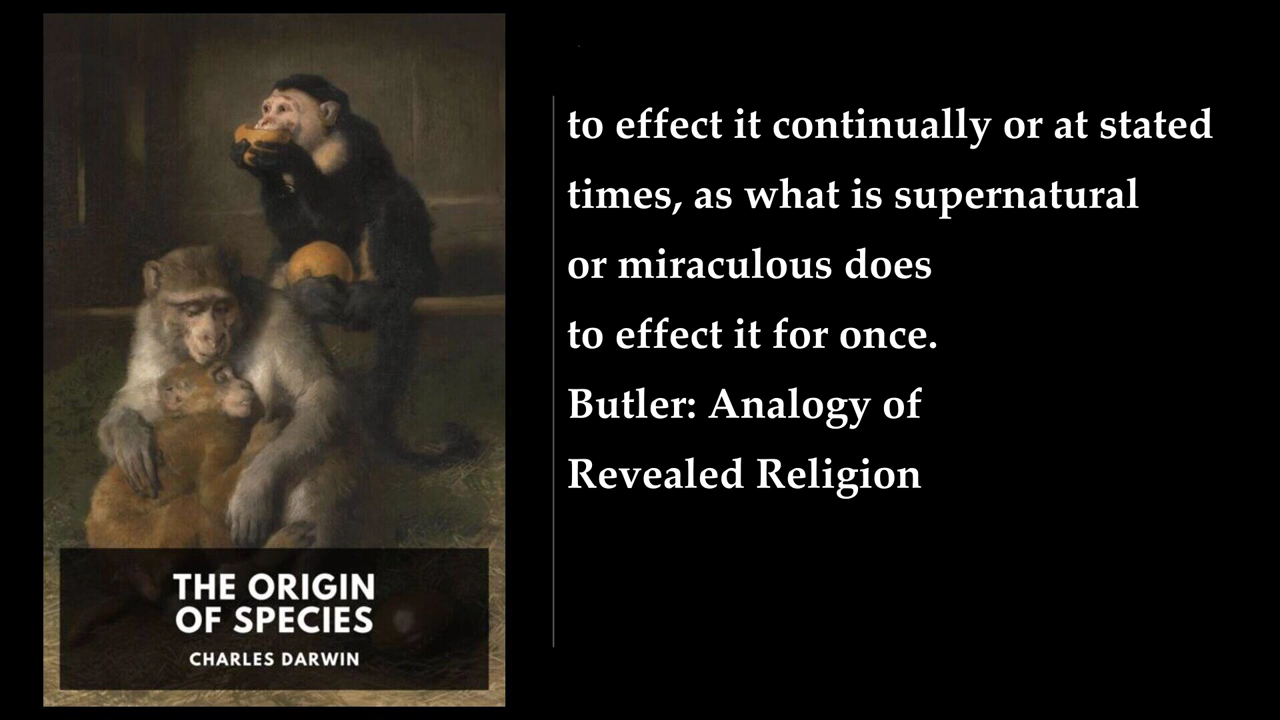 to effect it continually or at stated
times, as what is supernatural
or miraculous does
to effect it for once.
Butler: Analogy of
Revealed Religion
THE ORIGIN
OF SPECIES
CHARLES DARWIN